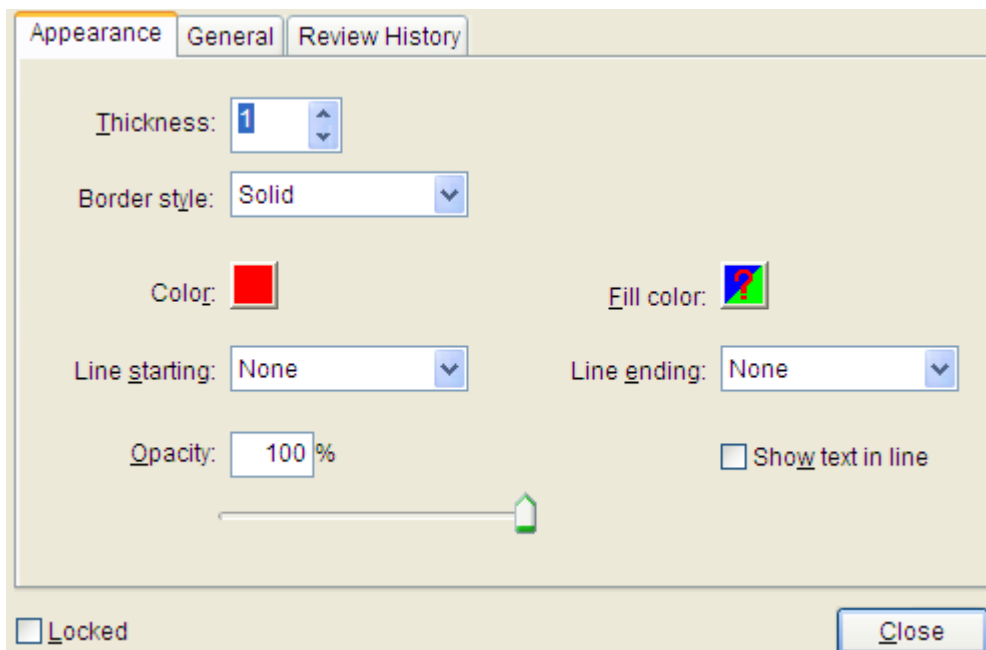 Appearance General Review History
Thickness: 1
Border style: Solid
Color: Fill color: ?
Line starting: None Line ending: None
Opacity: 100 % Show text in line
Locked Close